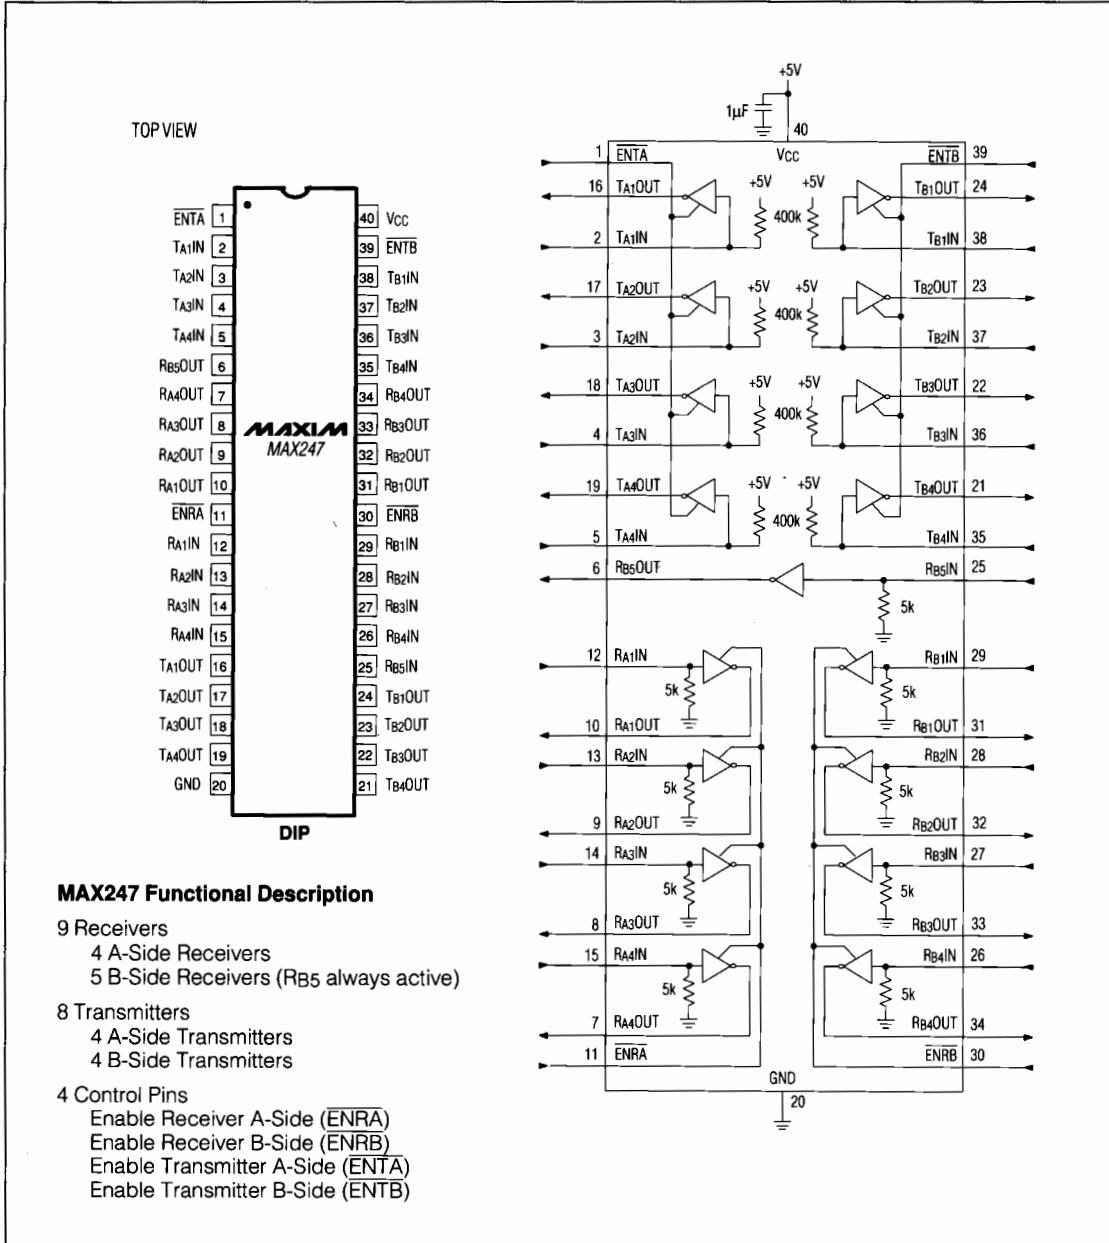 TOP VIEW
ENTA 1
TA1IN 2
TA2IN 3
TA3IN 4
TA4IN 5
RB5OUT 6
RA4OUT 7
RA3OUT 8
RA2OUT 9
RA1OUT 10
ENRA 11
RA1IN 12
RA2IN 13
RA3IN 14
RA4IN 15
TA1OUT 16
TA2OUT 17
TA3OUT 18
TA4OUT 19
GND 20
MAXIM
MAX247
40 VCC
39 ENTB
38 TB1IN
37 TB2IN
36 TB3IN
35 TB4IN
34 RB4OUT
33 RB3OUT
32 RB2OUT
31 RB1OUT
30 ENRB
29 RB1IN
28 RB2IN
27 RB3IN
26 RB4IN
25 RB5IN
24 TB1OUT
23 TB2OUT
22 TB3OUT
21 TB4OUT
DIP
MAX247 Functional Description
9 Receivers
4 A-Side Receivers
5 B-Side Receivers (RB5 always active)
8 Transmitters
4 A-Side Transmitters
4 B-Side Transmitters
4 Control Pins
Enable Receiver A-Side (ENRA)
Enable Receiver B-Side (ENRB)
Enable Transmitter A-Side (ENTA)
Enable Transmitter B-Side (ENTB)
+5V
1µF
40
1 ENTA VCC ENTB 39
16 TA1OUT +5V +5V TB1OUT 24
400k
2 TA1IN TB1IN 38
17 TA2OUT +5V +5V TB2OUT 23
400k
3 TA2IN TB2IN 37
18 TA3OUT +5V +5V TB3OUT 22
400k
4 TA3IN TB3IN 36
19 TA4OUT +5V +5V TB4OUT 21
400k
5 TA4IN TB4IN 35
6 RB5OUT RB5IN 25
5k
12 RA1IN RB1IN 29
5k 5k
10 RA1OUT RB1OUT 31
13 RA2IN RB2IN 28
5k 5k
9 RA2OUT RB2OUT 32
14 RA3IN RB3IN 27
5k 5k
8 RA3OUT RB3OUT 33
15 RA4IN RB4IN 26
5k 5k
7 RA4OUT RB4OUT 34
11 ENRA ENRB 30
GND
20